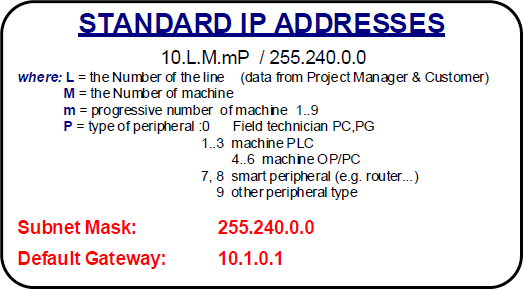 STANDARD IP ADDRESSES
10.L.M.mP / 255.240.0.0
where: L = the Number of the line (data from Project Manager & Customer)
M = the Number of machine
m = progressive number of machine 1..9
P = type of peripheral :0 Field technician PC,PG
1..3 machine PLC
4..6 machine OP/PC
7, 8 smart peripheral (e.g. router...)
9 other peripheral type
Subnet Mask: 255.240.0.0
Default Gateway: 10.1.0.1